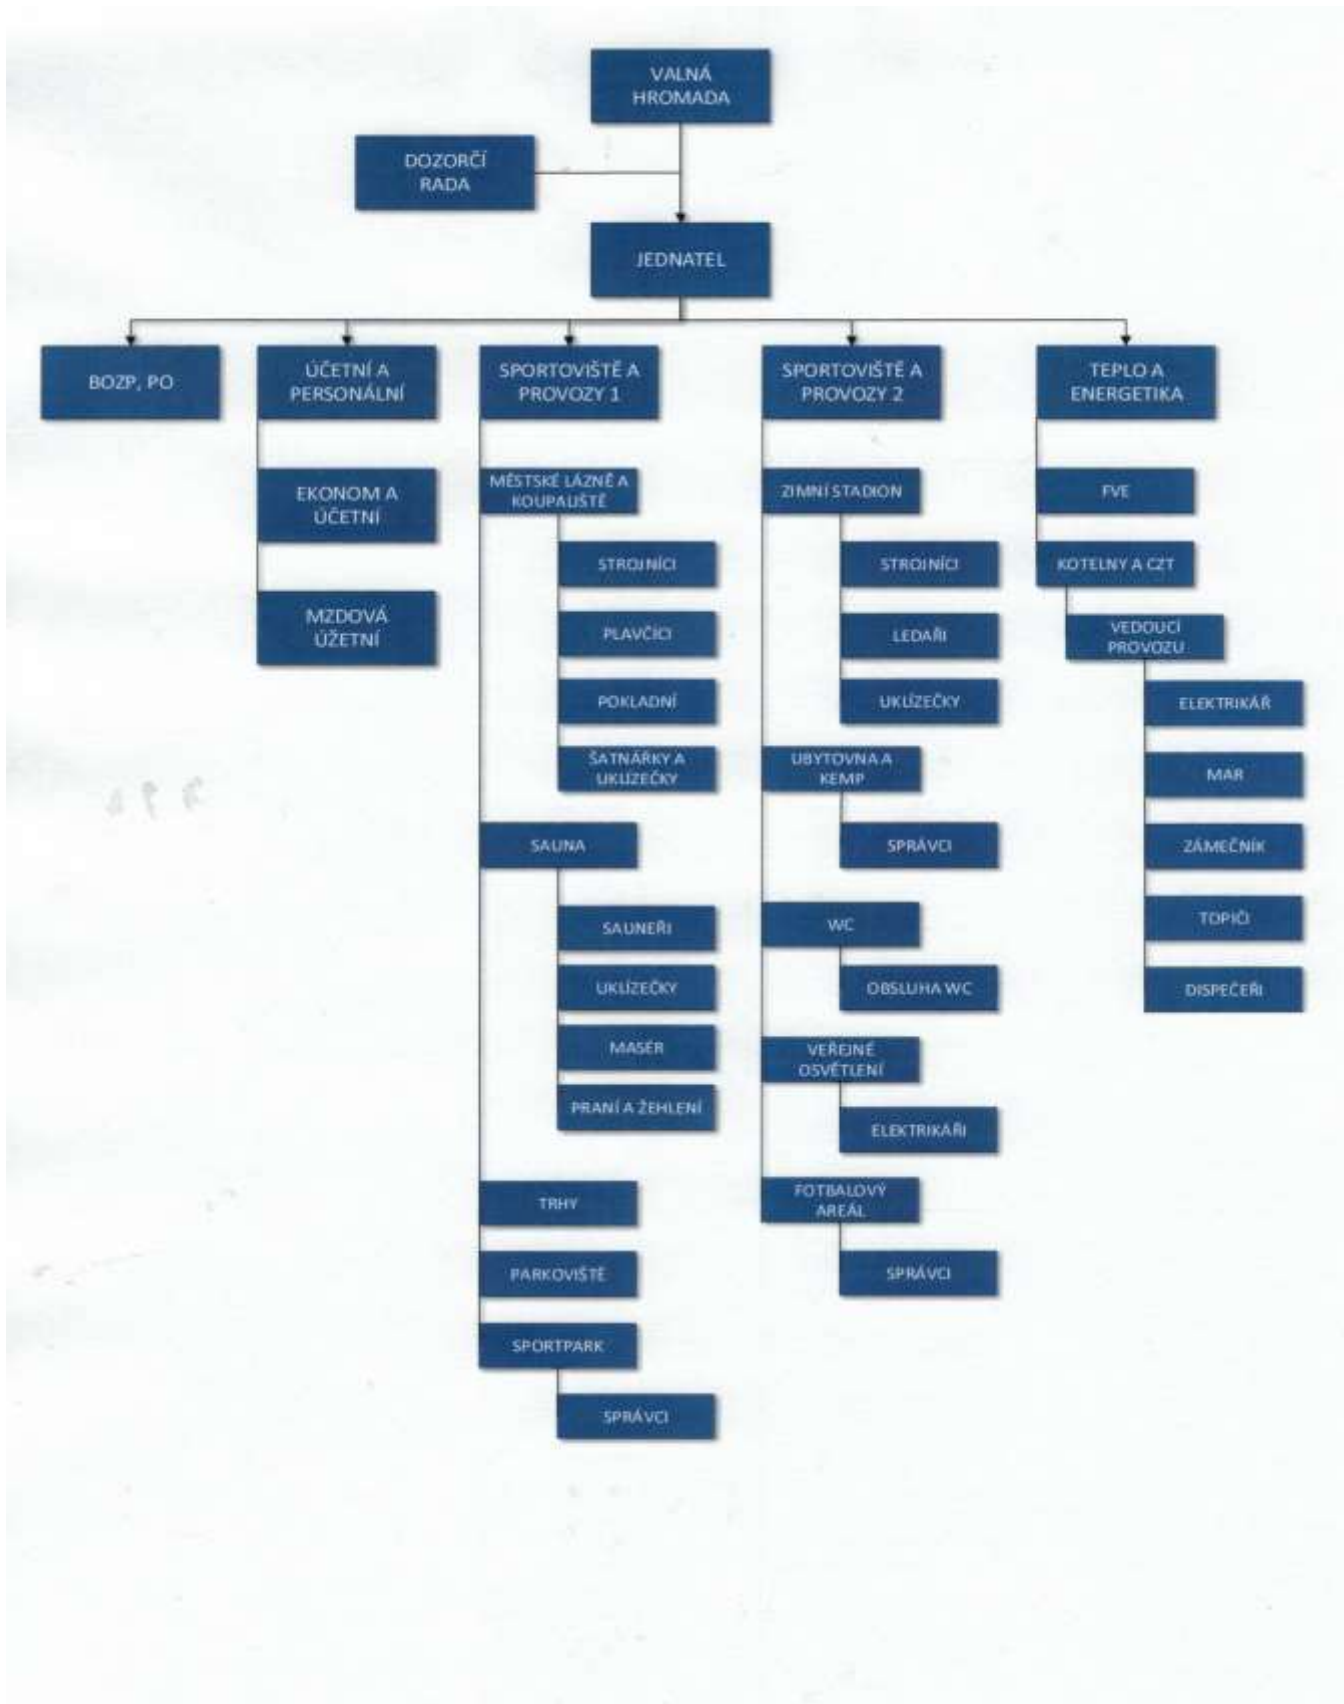 VALNÁ
HROMADA
DOZORČÍ
RADA
JEDNATEL
BOZP, PO
ÚČETNÍ A
PERSONÁLNÍ
SPORTOVIŠTĚ A
PROVOZY 1
SPORTOVIŠTĚ A
PROVOZY 2
TEPLO A
ENERGETIKA
EKONOM A
ÚČETNÍ
MZDOVÁ
ÚŽETNÍ
MĚSTSKÉ LÁZNĚ A
KOUPALIŠTĚ
STROJNÍCI
PLAVČÍCI
POKLADNÍ
ŠATNÁŘKY A
UKLÍZEČKY
SAUNA
SAUNEŘI
UKLÍZEČKY
MASÉR
PRANÍ A ŽEHLENÍ
TRHY
PARKOVIŠTĚ
SPORTPARK
SPRÁVCI
ZIMNÍ STADION
STROJNÍCI
LEDAŘI
UKLÍZEČKY
UBYTOVNA A
KEMP
SPRÁVCI
WC
OBSLUHA WC
VEŘEJNÉ
OSVĚTLENÍ
ELEKTRIKÁŘI
FOTBALOVÝ
AREÁL
SPRÁVCI
FVE
KOTELNY A CZT
VEDOUCÍ
PROVOZU
ELEKTRIKÁŘ
MAR
ZÁMEČNÍK
TOPIČI
DISPEČEŘI